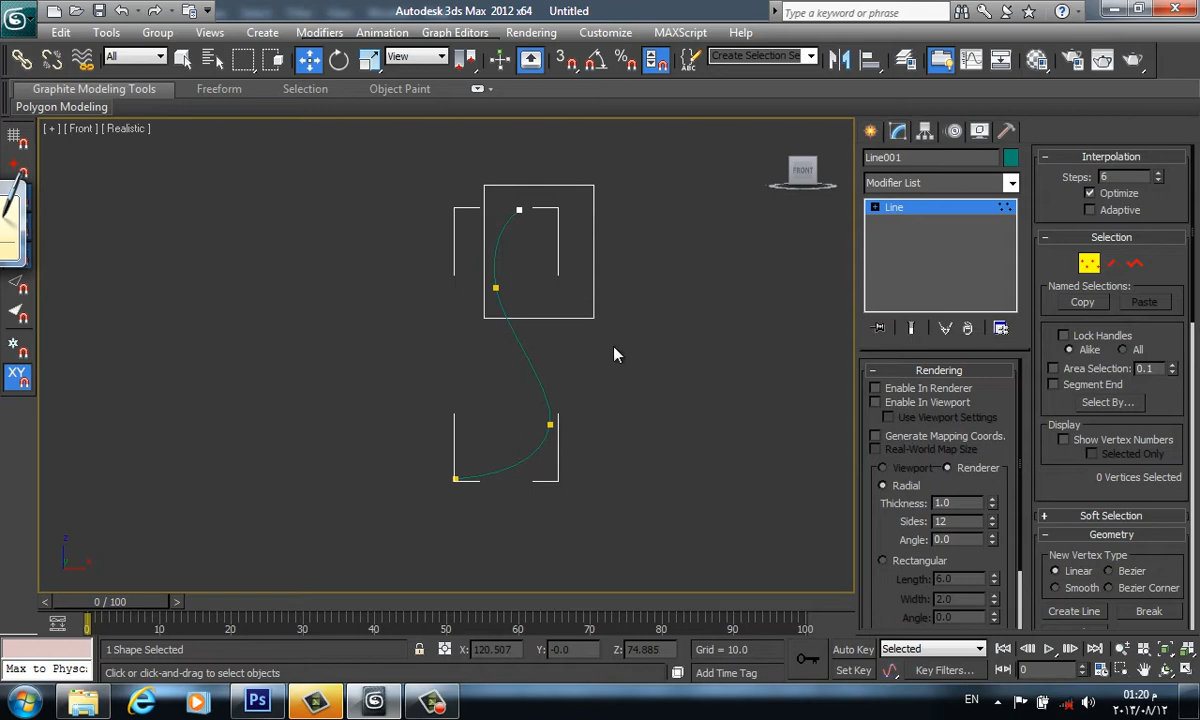 Autodesk 3ds Max 2012 x64 Untitled
Type a keyword or phrase
Edit Tools Group Views Create Modifiers Animation Graph Editors Rendering Customize MAXScript Help
All View 3 Create Selection Se
Graphite Modeling Tools Freeform Selection Object Paint
Polygon Modeling
[ + ] [ Front ] [ Realistic ]
FRONT
XY
z
x
Line001
Modifier List
Line
Rendering
Enable In Renderer
Enable In Viewport
Use Viewport Settings
Generate Mapping Coords.
Real-World Map Size
Viewport Renderer
Radial
Thickness: 1.0
Sides: 12
Angle: 0.0
Rectangular
Length: 6.0
Width: 2.0
Angle: 0.0
Interpolation
Steps: 6
Optimize
Adaptive
Selection
Named Selections:
Copy Paste
Lock Handles
Alike All
Area Selection: 0.1
Segment End
Select By...
Display
Show Vertex Numbers
Selected Only
0 Vertices Selected
Soft Selection
Geometry
New Vertex Type
Linear Bezier
Smooth Bezier Corner
Create Line Break
< 0 / 100 >
0 10 20 30 40 50 60 70 80 90 100
1 Shape Selected X: 120.507 Y: -0.0 Z: 74.885 Grid = 10.0 Auto Key Selected
Max to Physc Click or click-and-drag to select objects Add Time Tag Set Key Key Filters... 0
Ps EN
01:20 م
٢٠١٣/٠٨/١٢